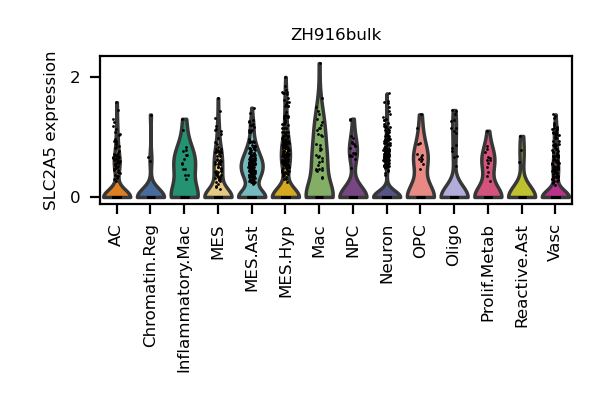 ZH916bulk
SLC2A5 expression
2
0
AC
Chromatin.Reg
Inflammatory.Mac
MES
MES.Ast
MES.Hyp
Mac
NPC
Neuron
OPC
Oligo
Prolif.Metab
Reactive.Ast
Vasc